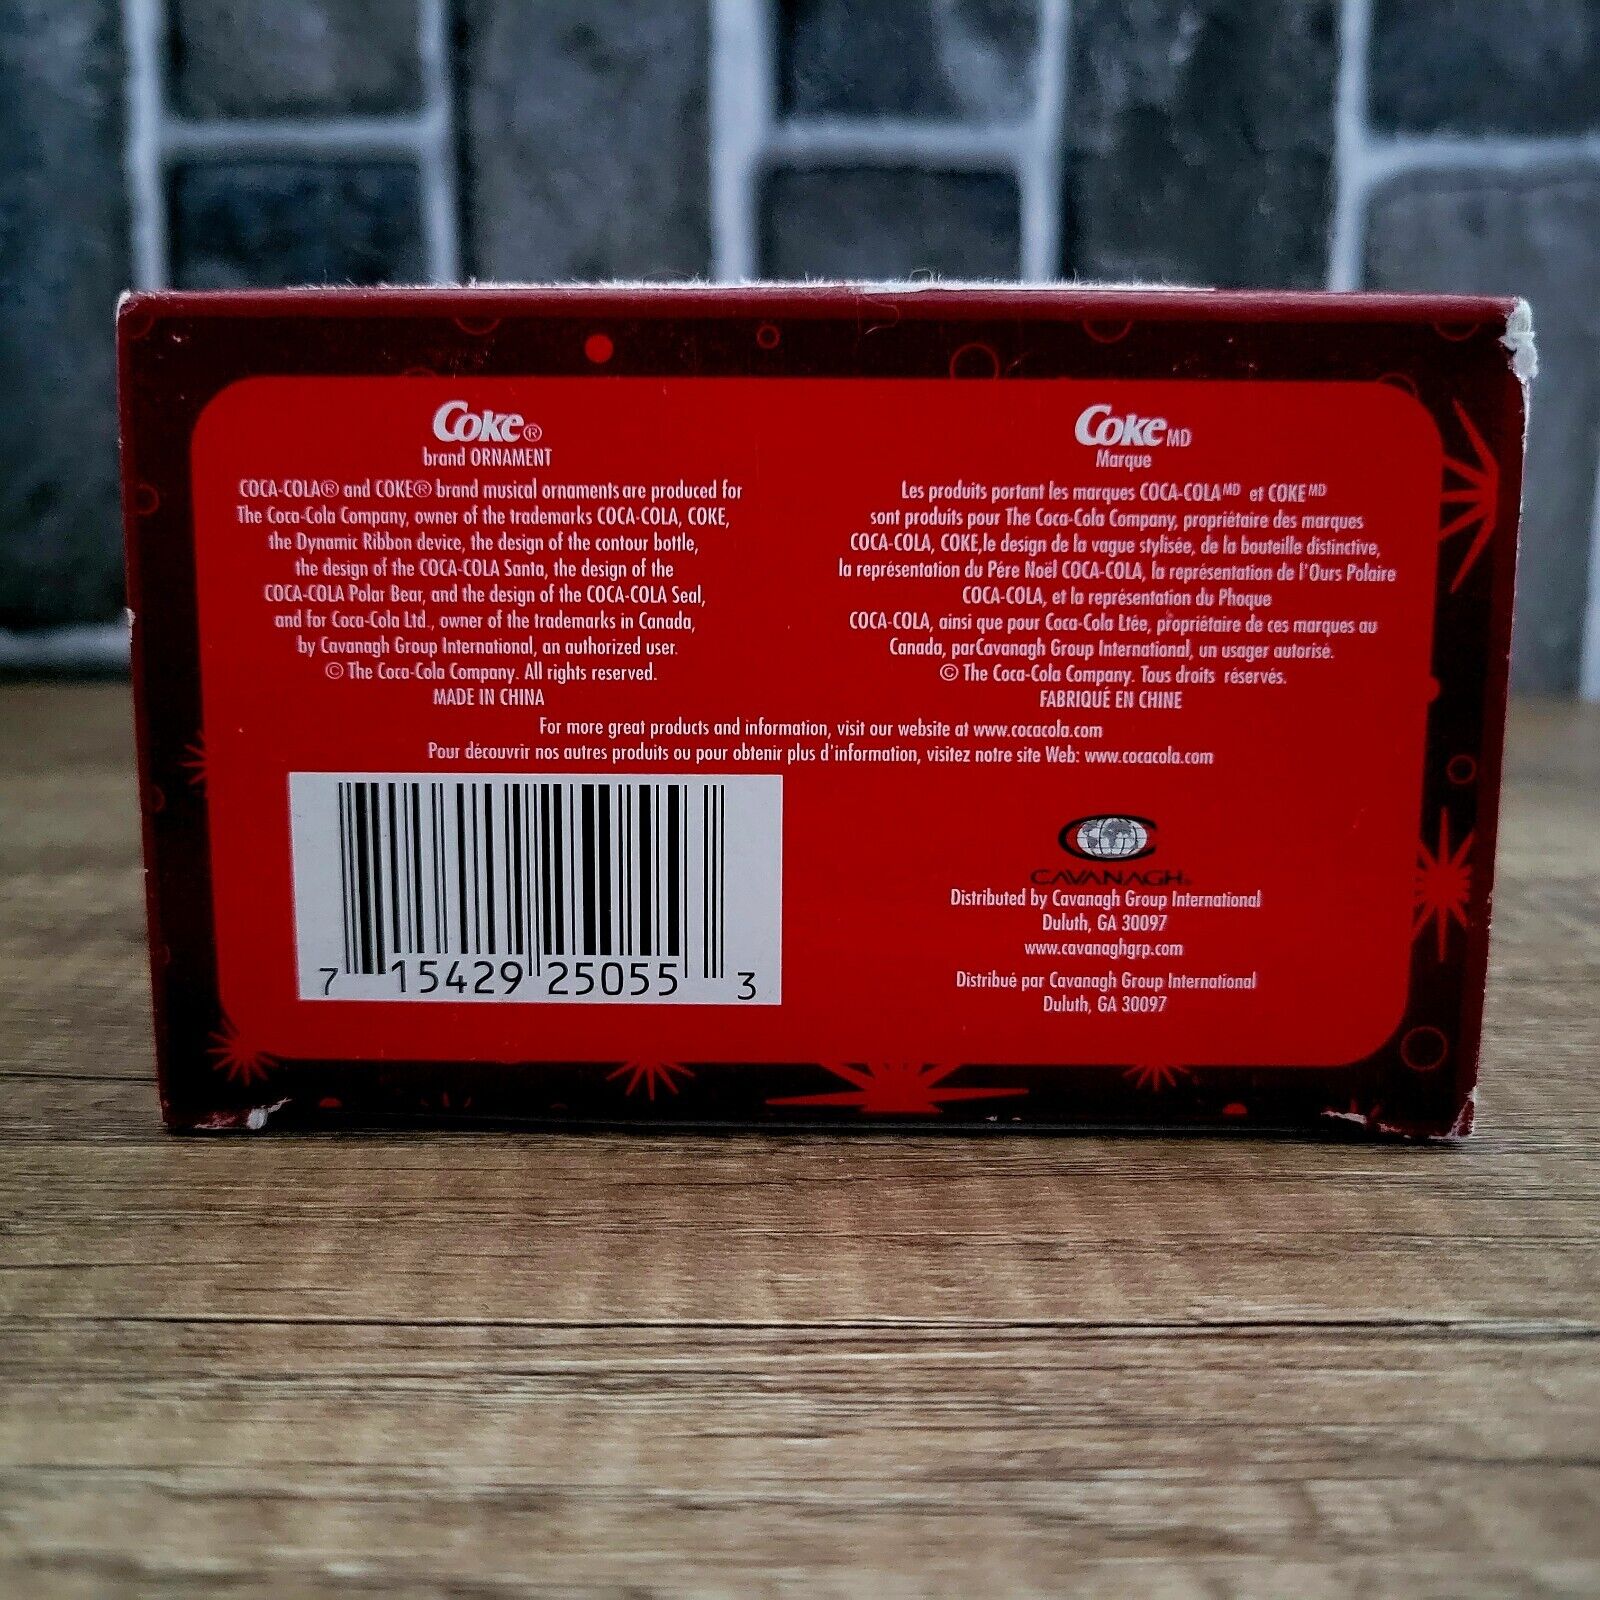 Coke®
brand ORNAMENT
COCA-COLA® and COKE® brand musical ornaments are produced for
The Coca-Cola Company, owner of the trademarks COCA-COLA, COKE,
the Dynamic Ribbon device, the design of the contour bottle,
the design of the COCA-COLA Santa, the design of the
COCA-COLA Polar Bear, and the design of the COCA-COLA Seal,
and for Coca-Cola Ltd., owner of the trademarks in Canada,
by Cavanagh Group International, an authorized user.
© The Coca-Cola Company. All rights reserved.
MADE IN CHINA
Coke MD
Marque
Les produits portant les marques COCA-COLA MD et COKE MD
sont produits pour The Coca-Cola Company, propriétaire des marques
COCA-COLA, COKE,le design de la vague stylisée, de la bouteille distinctive,
la représentation du Pére Noël COCA-COLA, la représentation de l'Ours Polaire
COCA-COLA, et la représentation du Phoque
COCA-COLA, ainsi que pour Coca-Cola Ltée, propriétaire de ces marques au
Canada, parCavanagh Group International, un usager autorisé.
© The Coca-Cola Company. Tous droits réservés.
FABRIQUÉ EN CHINE
For more great products and information, visit our website at www.cocacola.com
Pour découvrir nos autres produits ou pour obtenir plus d'information, visitez notre site Web: www.cocacola.com
7 15429 25055 3
CAVANAGH
Distributed by Cavanagh Group International
Duluth, GA 30097
www.cavanaghgrp.com
Distribué par Cavanagh Group International
Duluth, GA 30097